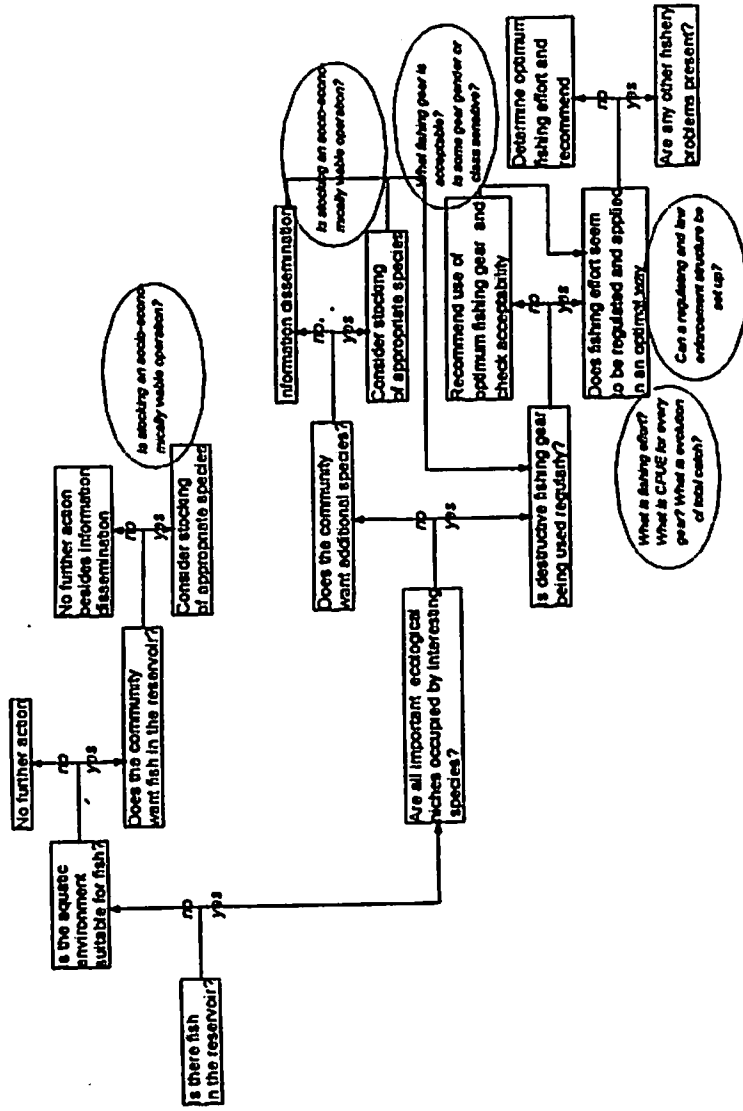 Is there fish
in the reservoir?
no
yes
Is the aquatic
environment
suitable for fish?
no
yes
No further action
Does the community
want fish in the reservoir?
no
yes
No further action
besides information
dissemination
Consider stocking
of appropriate species
Is stocking an socio-econo
mically viable operation?
Are all important ecological
niches occupied by interesting
species?
no
yes
Does the community
want additional species?
no.
yes
Information dissemination
Consider stocking
of appropriate species
Is stocking an socio-econo
mically viable operation?
Is destructive fishing gear
being used regularly?
no
yes
Recommend use of
optimum fishing gear and
check acceptability
What fishing gear is
acceptable?
Is some gear gender or
class sensitive?
Does fishing effort seem
to be regulated and applied
in an optimal way
What is fishing effort?
What is CPUE for every
gear? What is evolution
of total catch?
Can a regulating and law
enforcement structure be
set up?
no
yes
Determine optimum
fishing effort and
recommend
Are any other fishery
problems present?